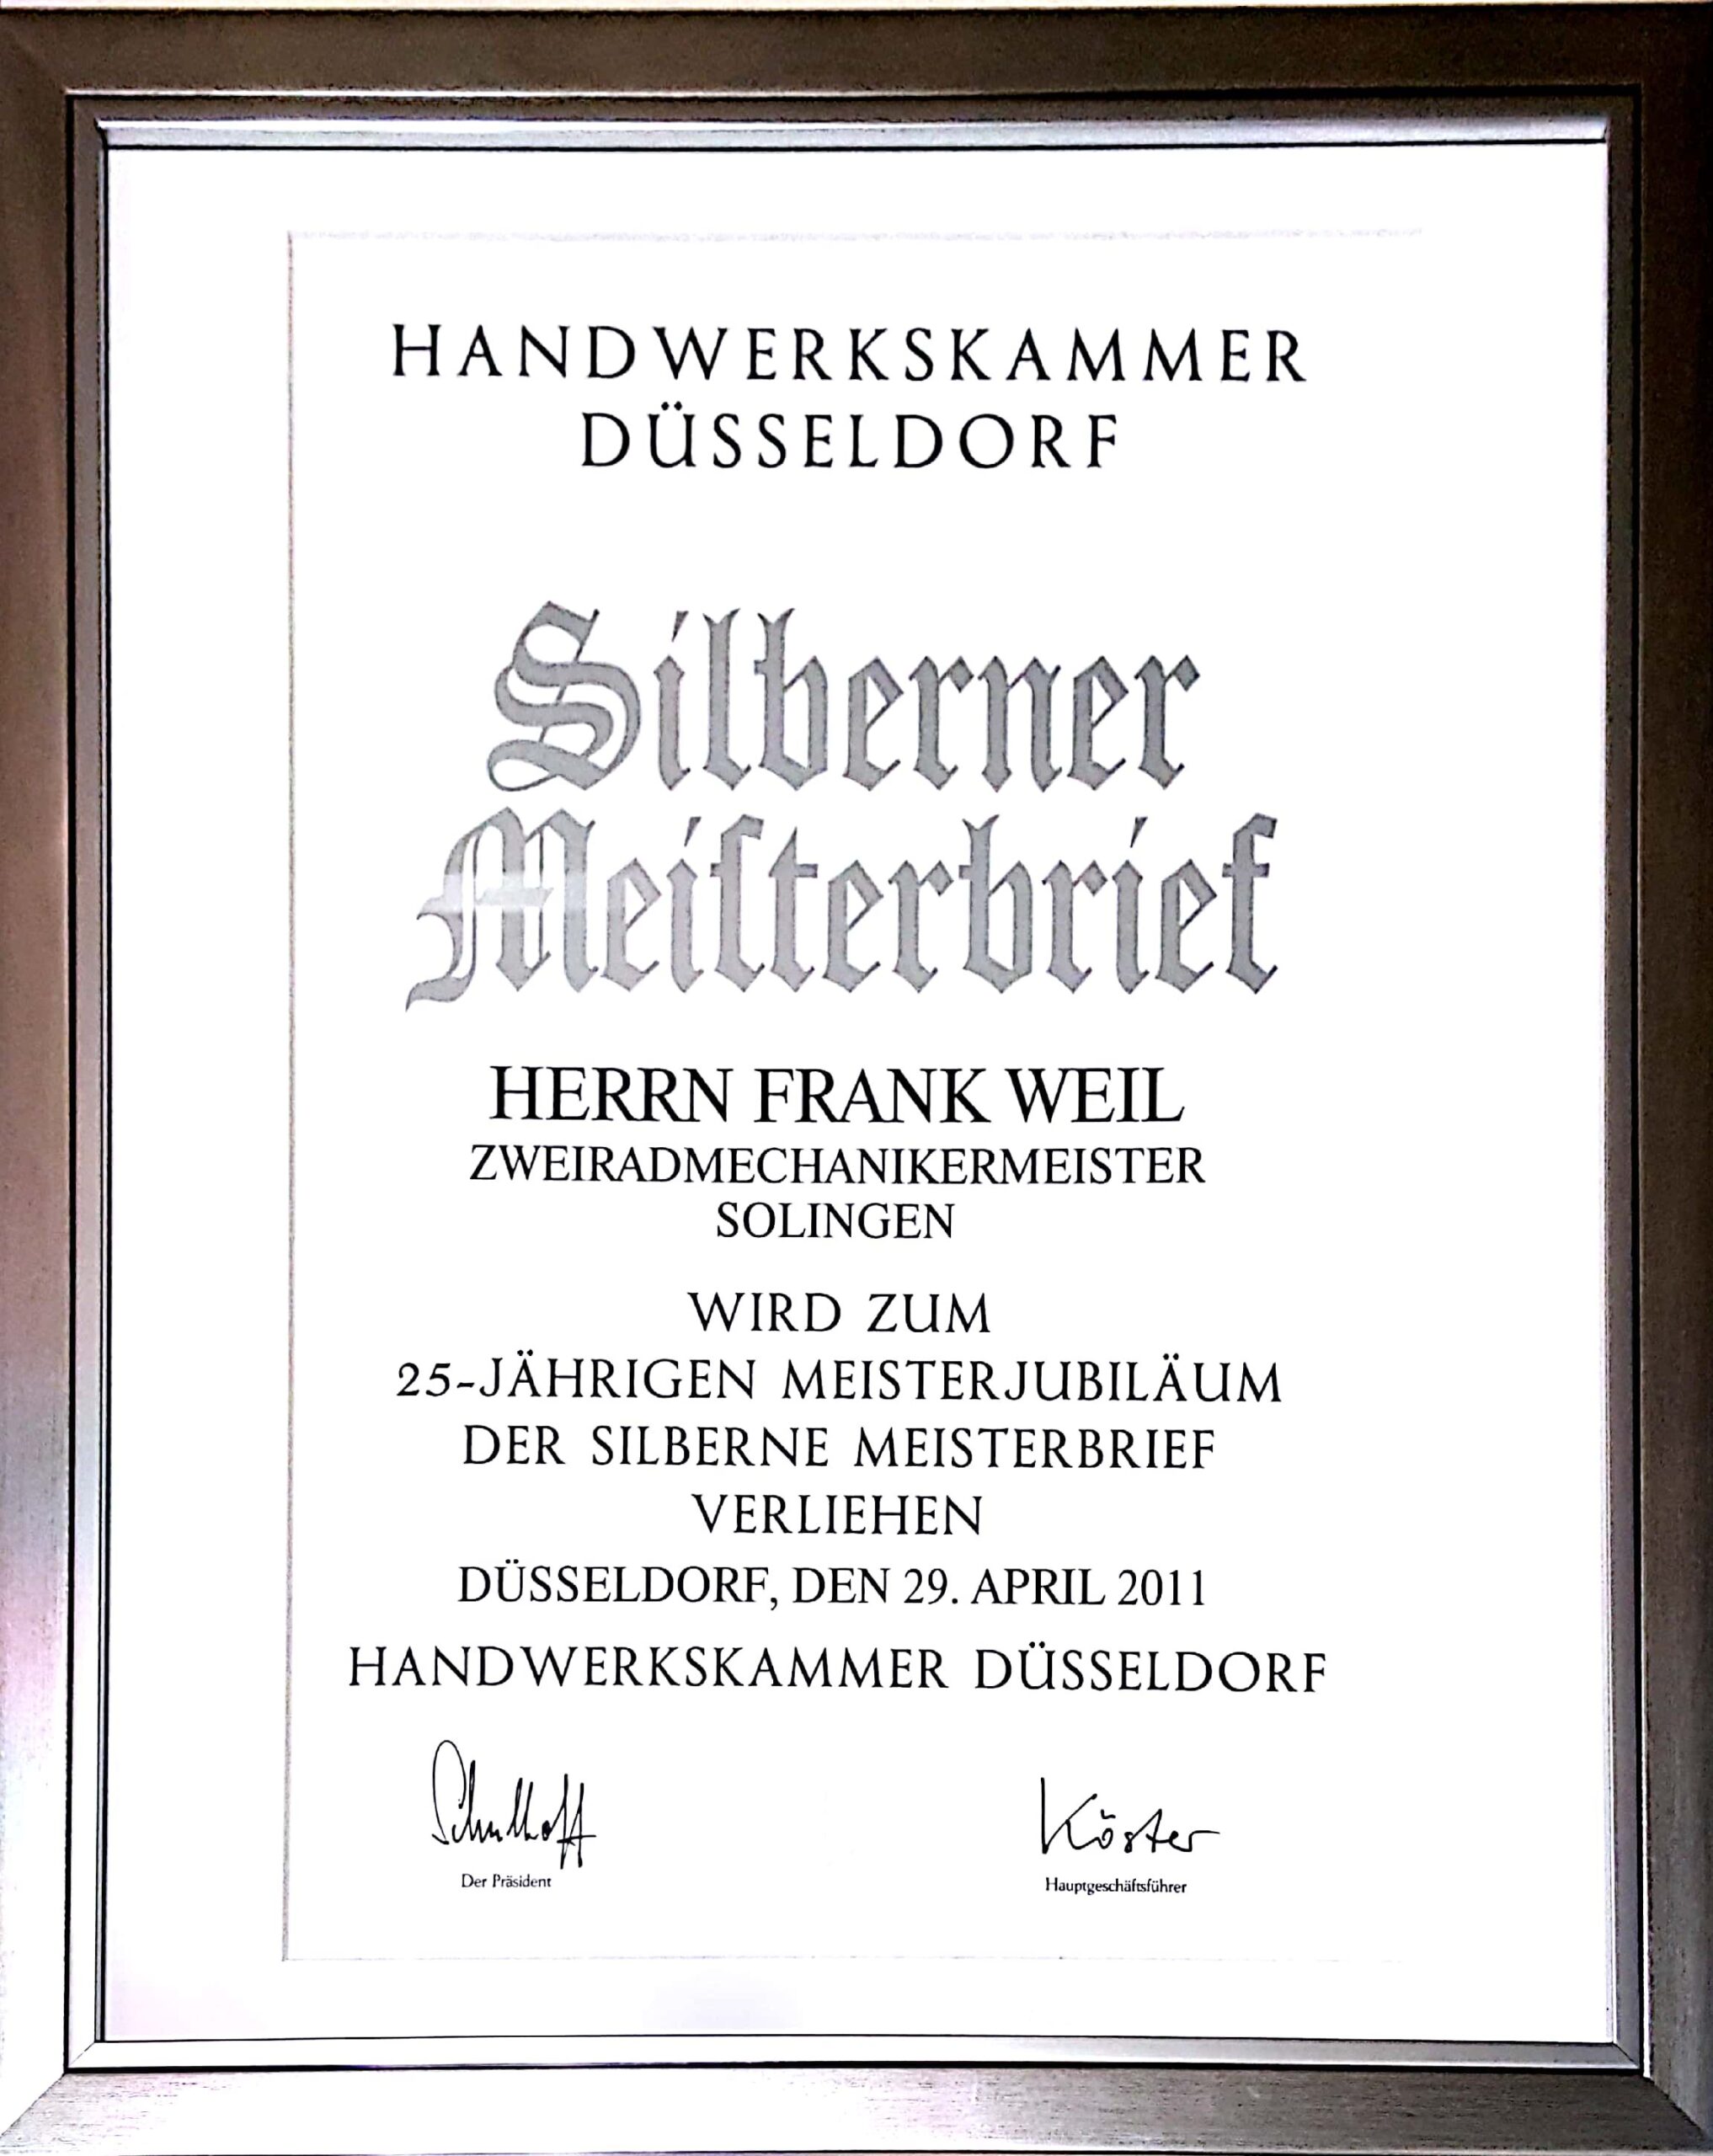 HANDWERKSKAMMER
DÜSSELDORF
Silberner
Meiſterbrief
HERRN FRANK WEIL
ZWEIRADMECHANIKERMEISTER
SOLINGEN
WIRD ZUM
25-JÄHRIGEN MEISTERJUBILÄUM
DER SILBERNE MEISTERBRIEF
VERLIEHEN
DÜSSELDORF, DEN 29. APRIL 2011
HANDWERKSKAMMER DÜSSELDORF
Schulhoff Köster
Der Präsident Hauptgeschäftsführer